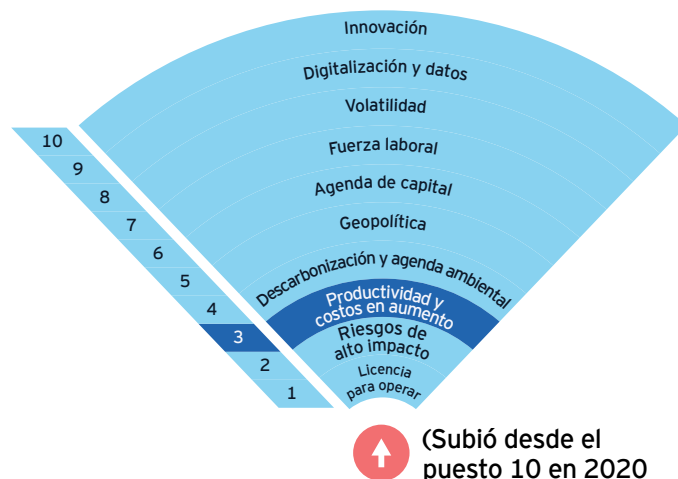 Innovación
Digitalización y datos
Volatilidad
Fuerza laboral
Agenda de capital
Geopolítica
Descarbonización y agenda ambiental
Productividad y
costos en aumento
Riesgos de
alto impacto
Licencia
para operar
10
9
8
7
6
5
4
3
2
1
(Subió desde el
puesto 10 en 2020